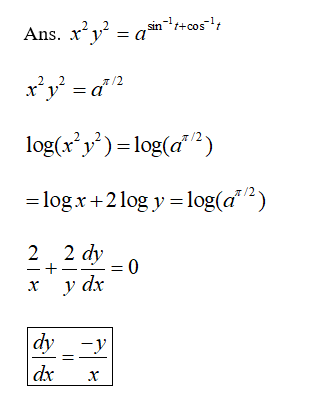 Ans. x²y² = a^(sin⁻¹t+cos⁻¹t)
x²y² = a^(π/2)
log(x²y²) = log(a^(π/2))
= log x + 2 log y = log(a^(π/2))
2/x + 2/y dy/dx = 0
dy/dx = -y/x